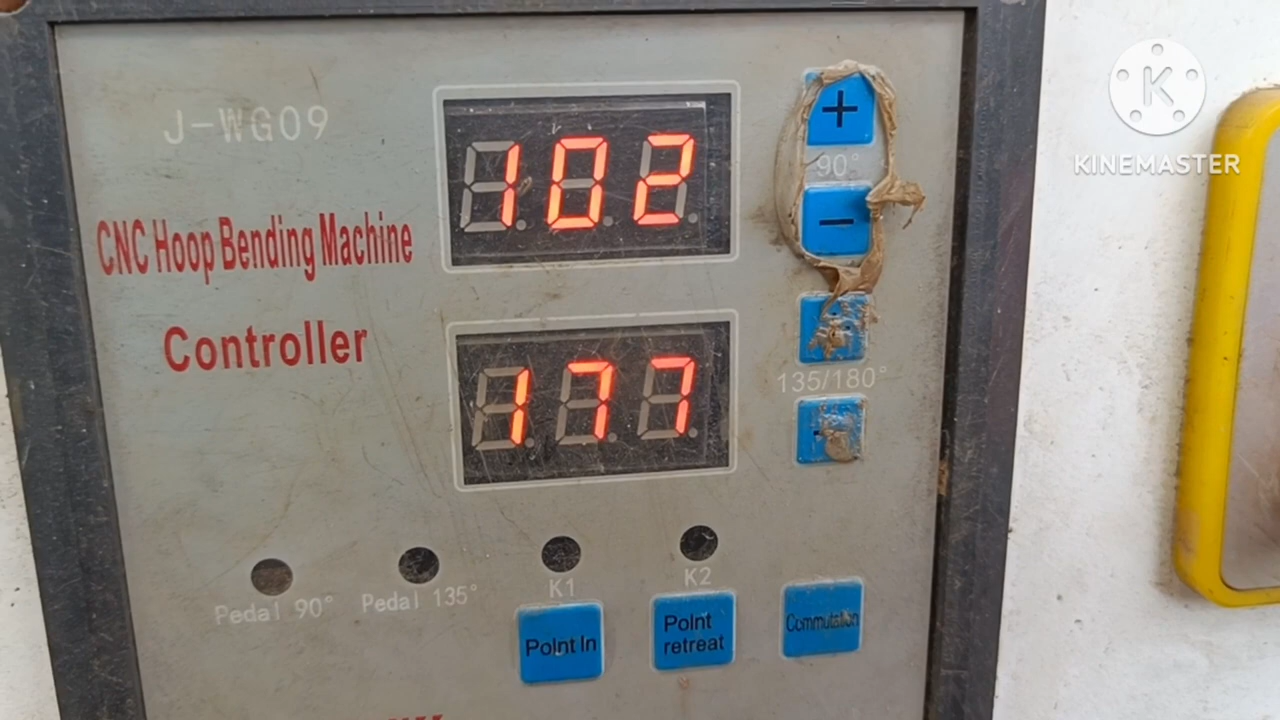 J-WG09
CNC Hoop Bending Machine
Controller
102
177
+
90°
-
135/180°
Pedal 90°
Pedal 135°
K1
K2
Point In
Point
retreat
Commutation
K
KINEMASTER